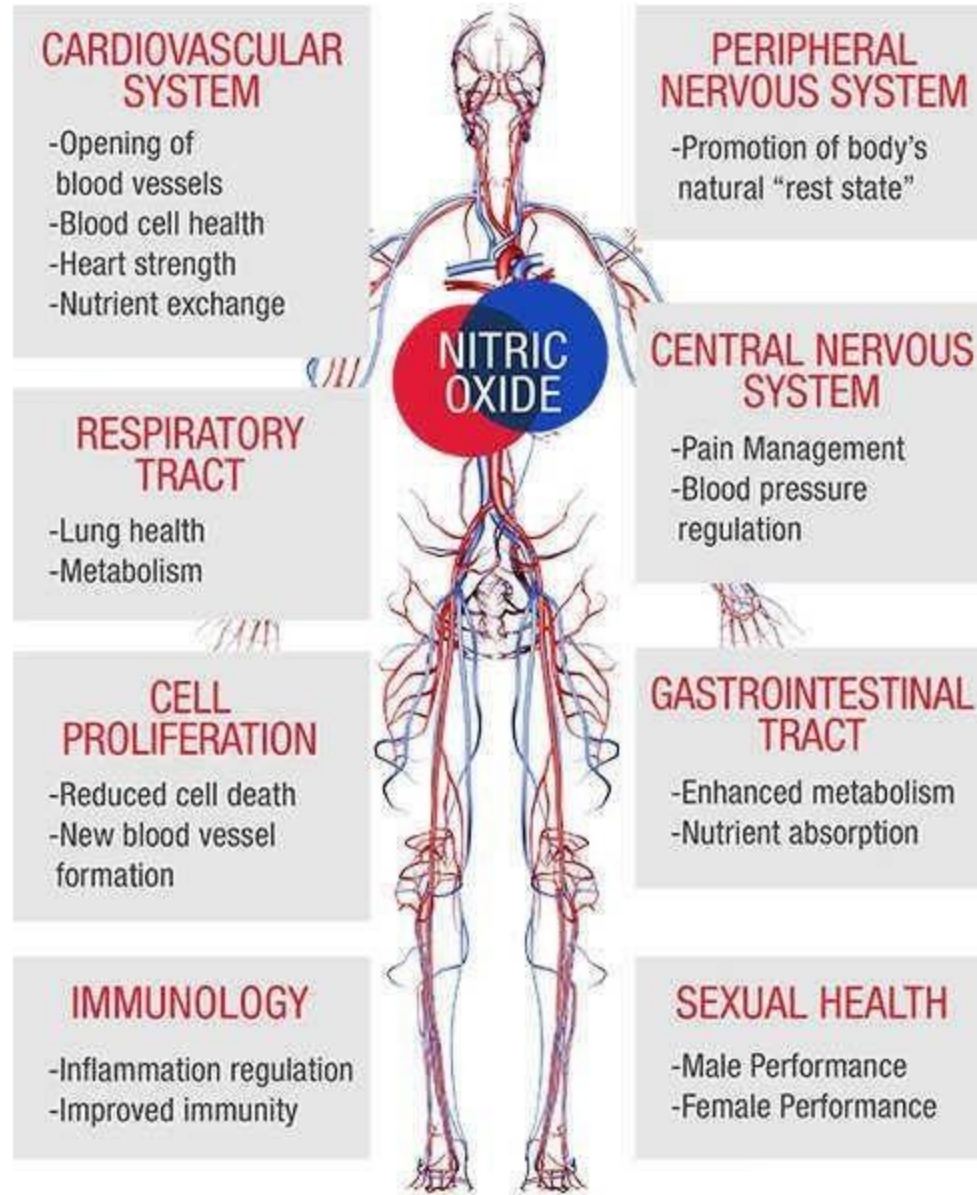 CARDIOVASCULAR
SYSTEM
-Opening of
blood vessels
-Blood cell health
-Heart strength
-Nutrient exchange
PERIPHERAL
NERVOUS SYSTEM
-Promotion of body's
natural "rest state"
NITRIC
OXIDE
RESPIRATORY
TRACT
-Lung health
-Metabolism
CENTRAL NERVOUS
SYSTEM
-Pain Management
-Blood pressure
regulation
CELL
PROLIFERATION
-Reduced cell death
-New blood vessel
formation
GASTROINTESTINAL
TRACT
-Enhanced metabolism
-Nutrient absorption
IMMUNOLOGY
-Inflammation regulation
-Improved immunity
SEXUAL HEALTH
-Male Performance
-Female Performance